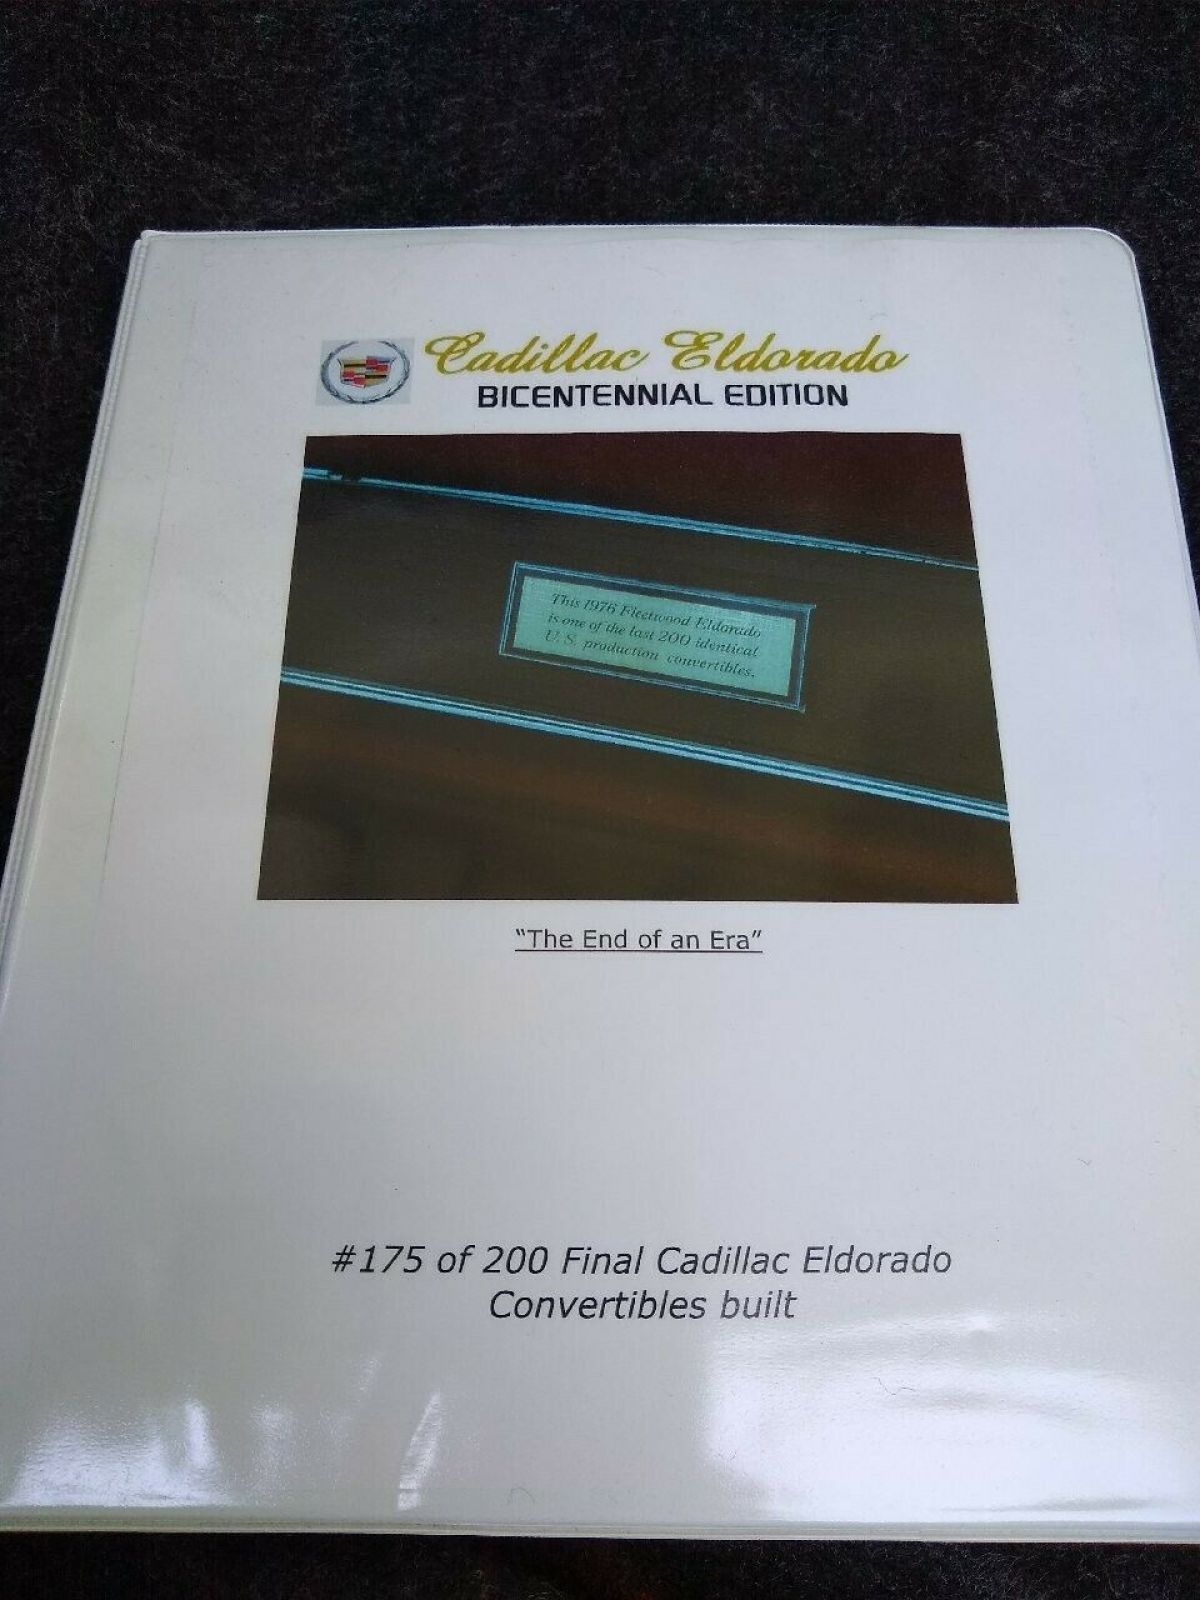 Cadillac Eldorado
BICENTENNIAL EDITION
This 1976 Fleetwood Eldorado
is one of the last 200 identical
U. S. production convertibles.
“The End of an Era”
#175 of 200 Final Cadillac Eldorado
Convertibles built